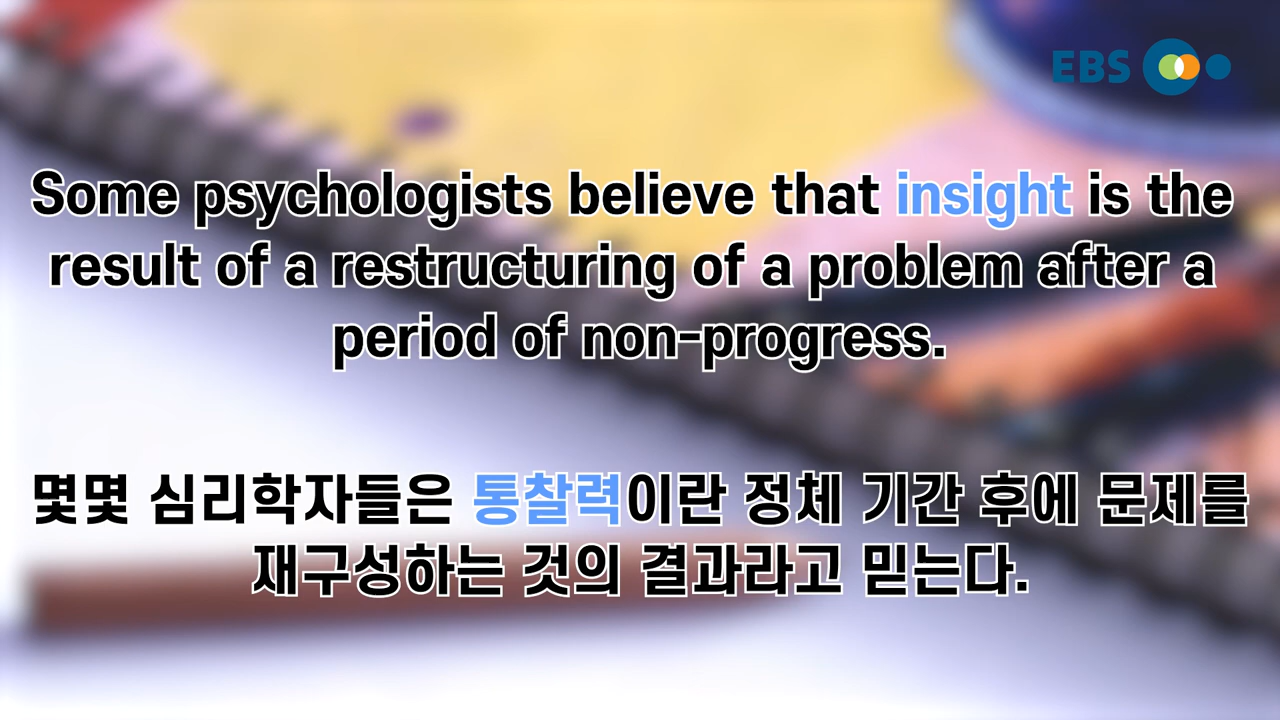 EBS
Some psychologists believe that insight is the
result of a restructuring of a problem after a
period of non-progress.
몇몇 심리학자들은 통찰력이란 정체 기간 후에 문제를
재구성하는 것의 결과라고 믿는다.